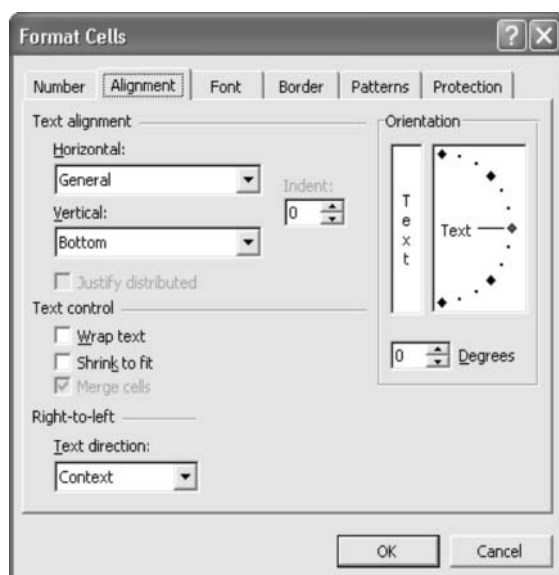 Format Cells
Number Alignment Font Border Patterns Protection
Text alignment
Horizontal:
General
Indent:
0
Vertical:
Bottom
Justify distributed
Text control
Wrap text
Shrink to fit
Merge cells
Right-to-left
Text direction:
Context
Orientation
Text
Text
0 Degrees
OK Cancel